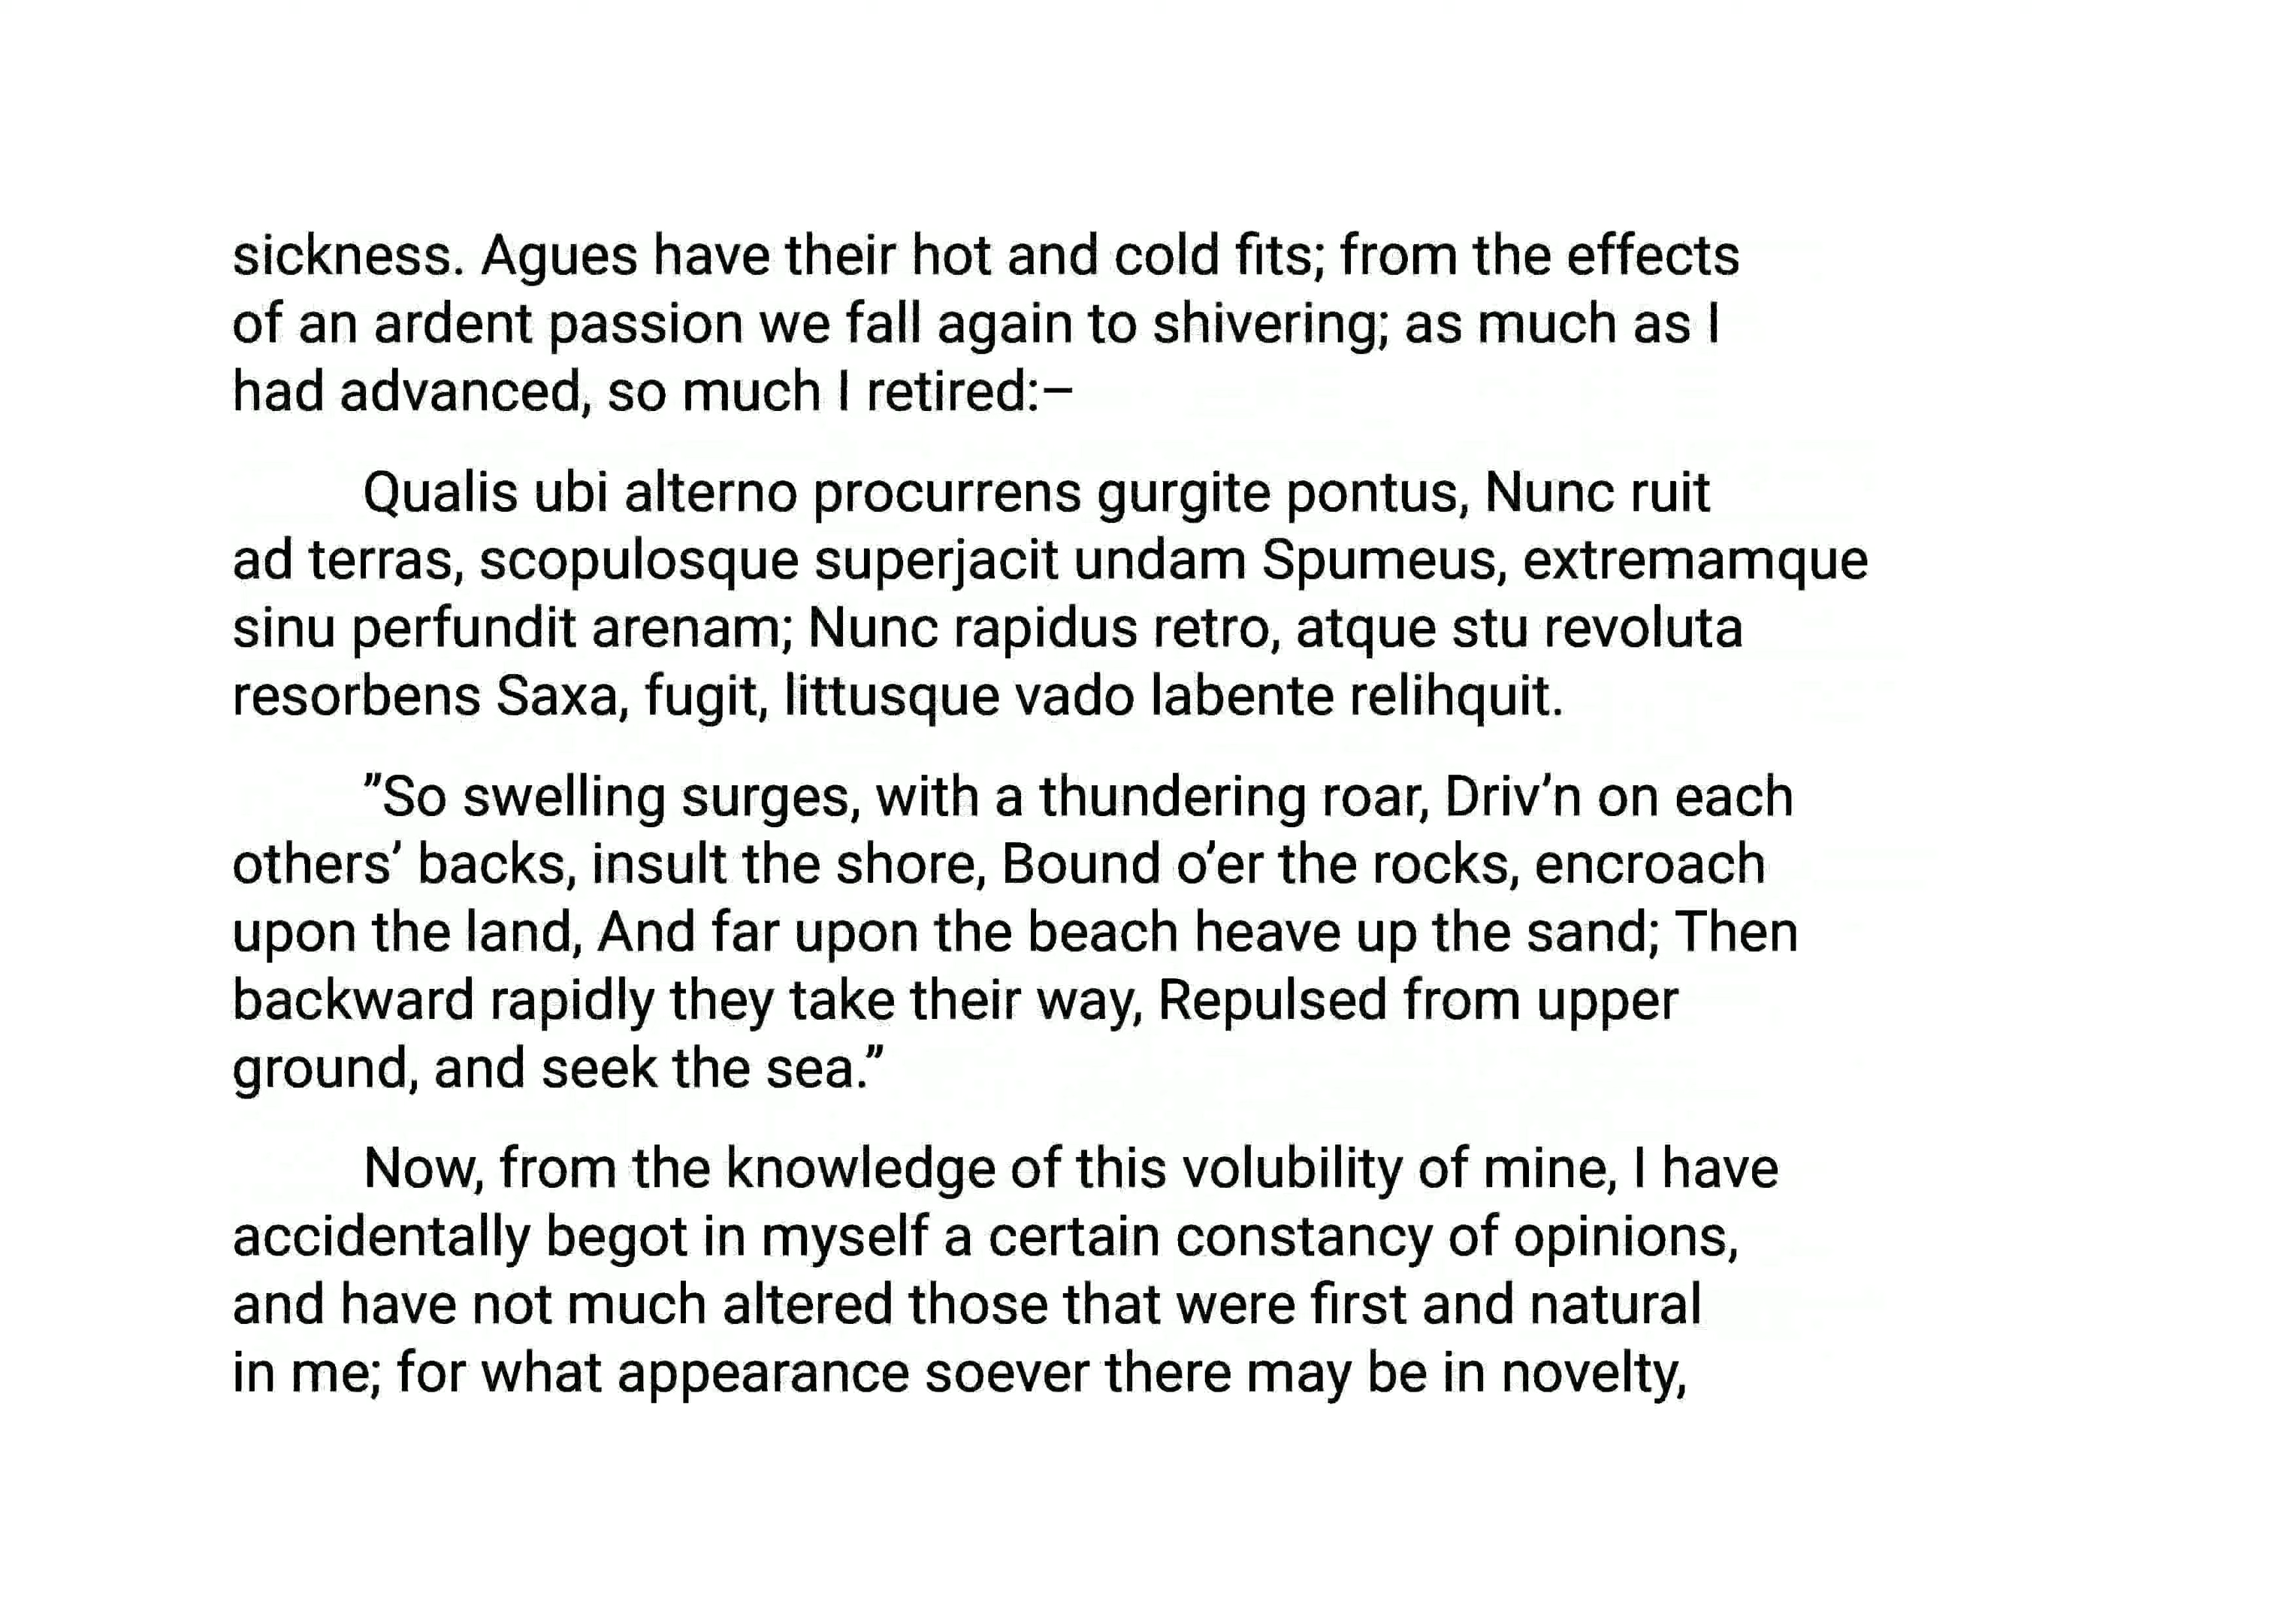 sickness. Agues have their hot and cold fits; from the effects
of an ardent passion we fall again to shivering; as much as I
had advanced, so much I retired:–
Qualis ubi alterno procurrens gurgite pontus, Nunc ruit
ad terras, scopulosque superjacit undam Spumeus, extremamque
sinu perfundit arenam; Nunc rapidus retro, atque stu revoluta
resorbens Saxa, fugit, littusque vado labente relihquit.
”So swelling surges, with a thundering roar, Driv’n on each
others’ backs, insult the shore, Bound o’er the rocks, encroach
upon the land, And far upon the beach heave up the sand; Then
backward rapidly they take their way, Repulsed from upper
ground, and seek the sea.”
Now, from the knowledge of this volubility of mine, I have
accidentally begot in myself a certain constancy of opinions,
and have not much altered those that were first and natural
in me; for what appearance soever there may be in novelty,